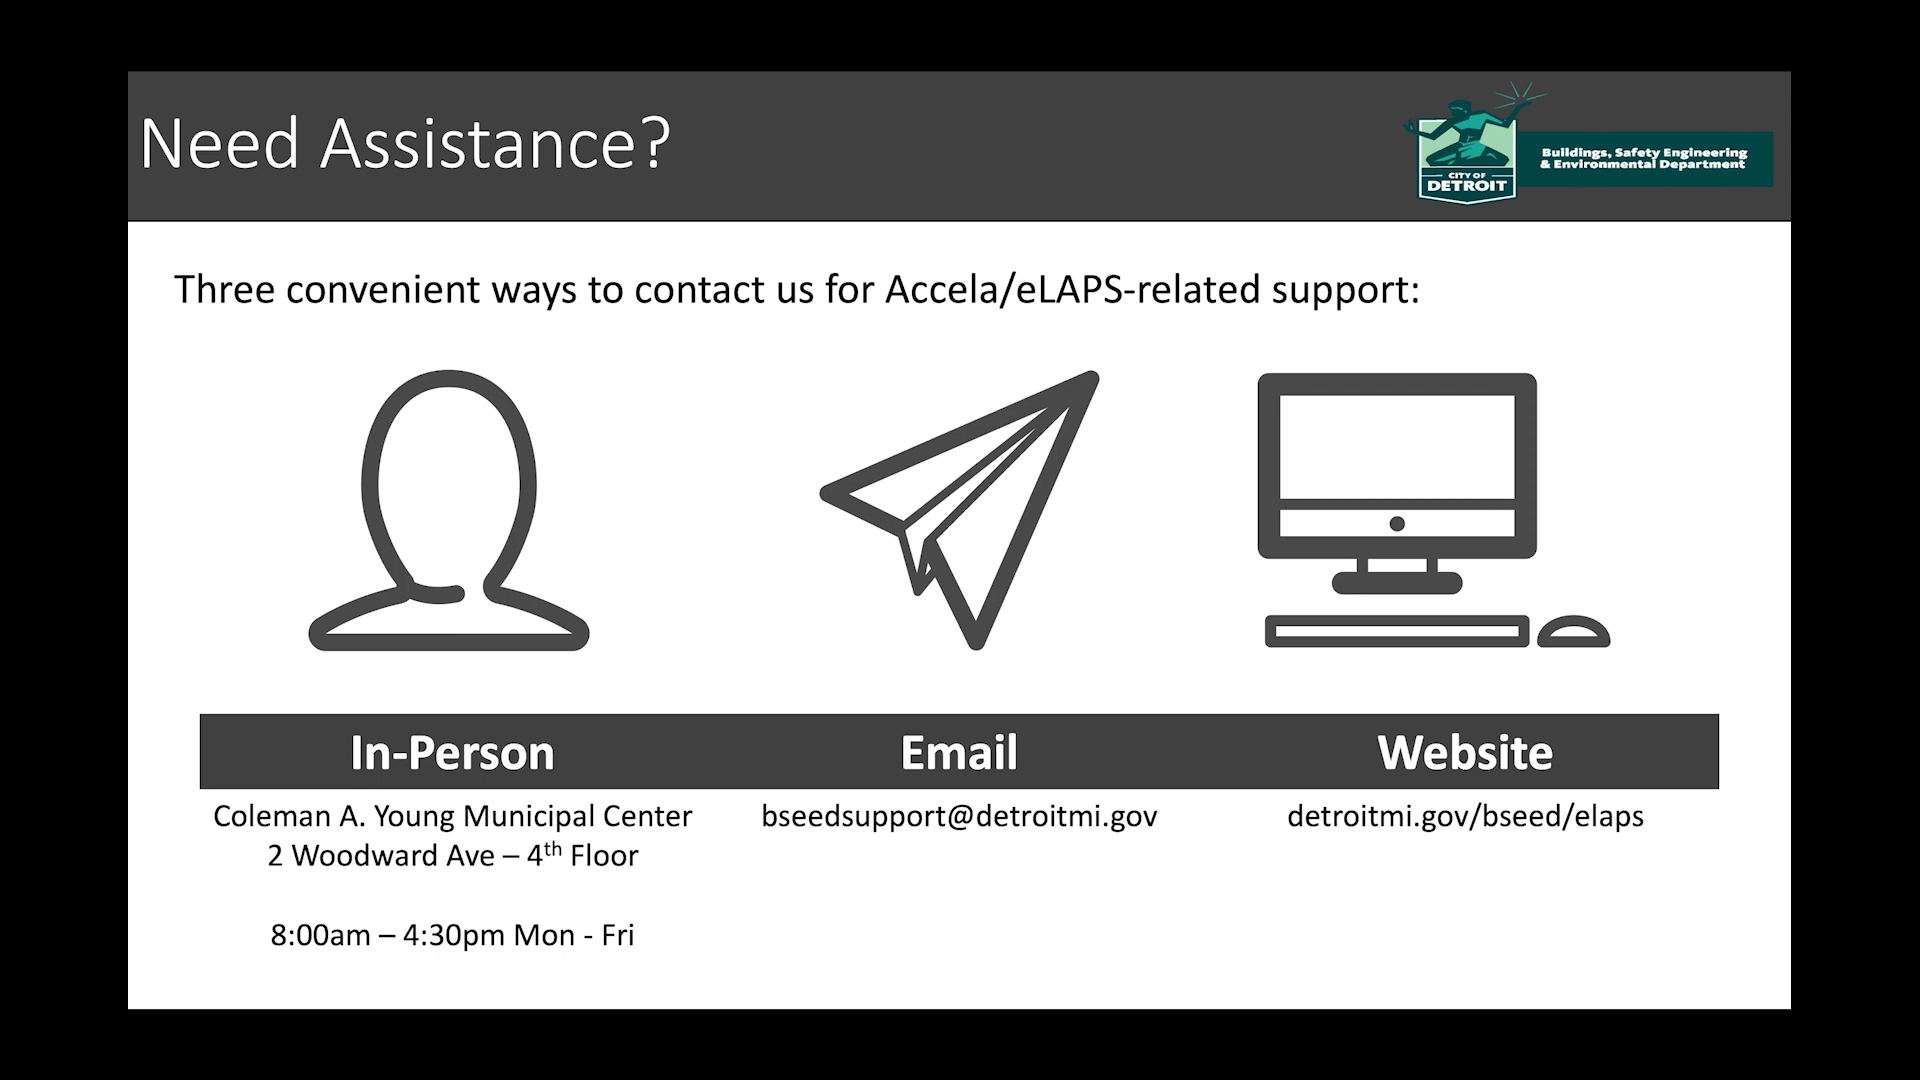 Need Assistance?
CITY OF
DETROIT
Buildings, Safety Engineering
& Environmental Department
Three convenient ways to contact us for Accela/eLAPS-related support:
In-Person
Email
Website
Coleman A. Young Municipal Center
2 Woodward Ave – 4th Floor
8:00am – 4:30pm Mon - Fri
bseedsupport@detroitmi.gov
detroitmi.gov/bseed/elaps